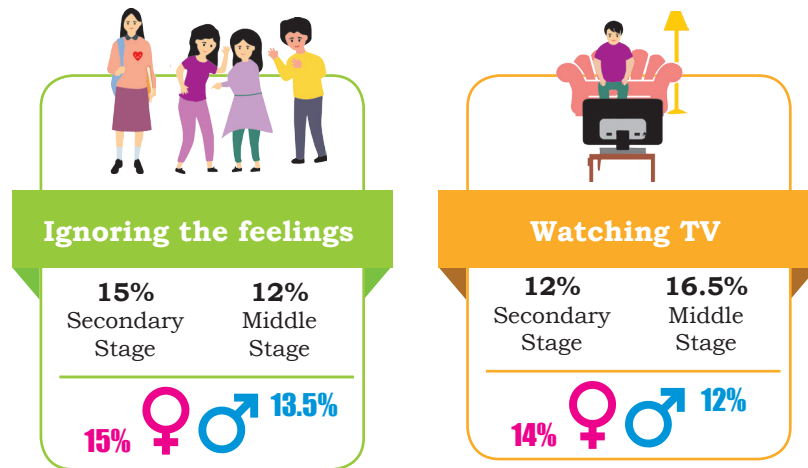 Ignoring the feelings
15%
Secondary
Stage
12%
Middle
Stage
15%
13.5%
Watching TV
12%
Secondary
Stage
16.5%
Middle
Stage
14%
12%